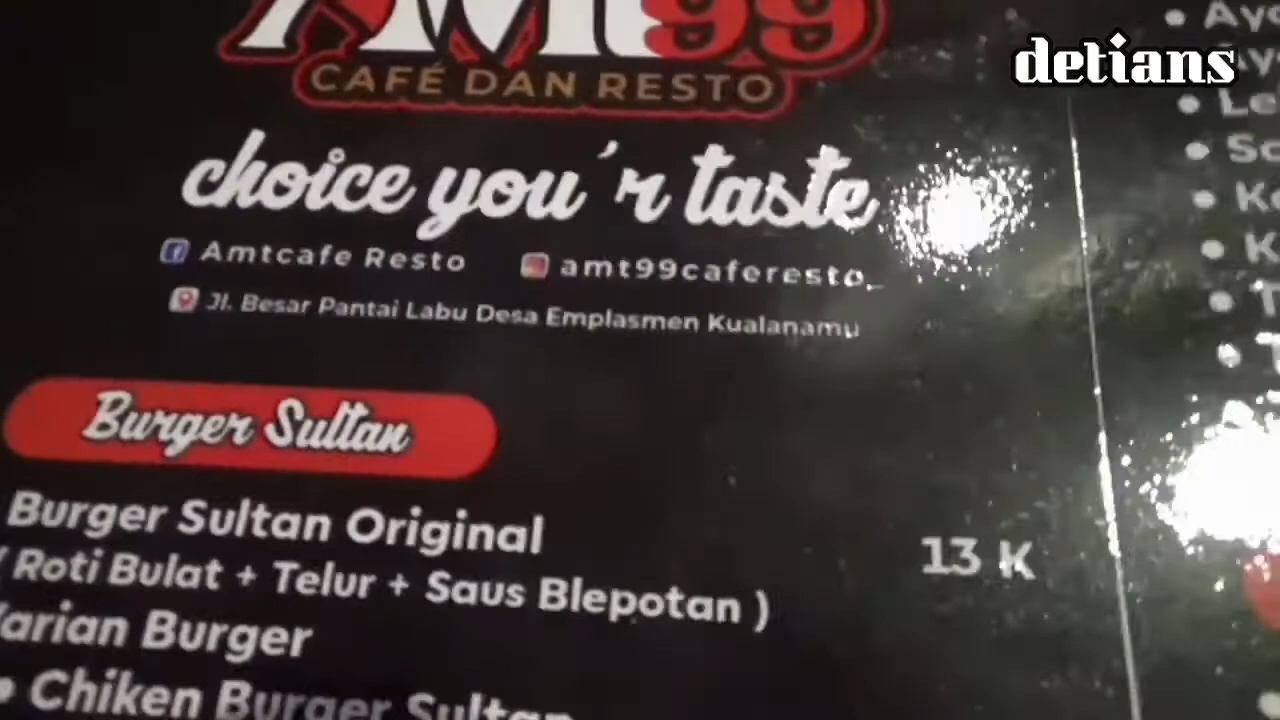 AMT99
CAFÉ DAN RESTO
detians
choice you'r taste
Amtcafe Resto
amt99caferesto_
Jl. Besar Pantai Labu Desa Emplasmen Kualanamu
Burger Sultan
Burger Sultan Original
13 K
( Roti Bulat + Telur + Saus Blepotan )
Varian Burger
• Chiken Burger Sultan